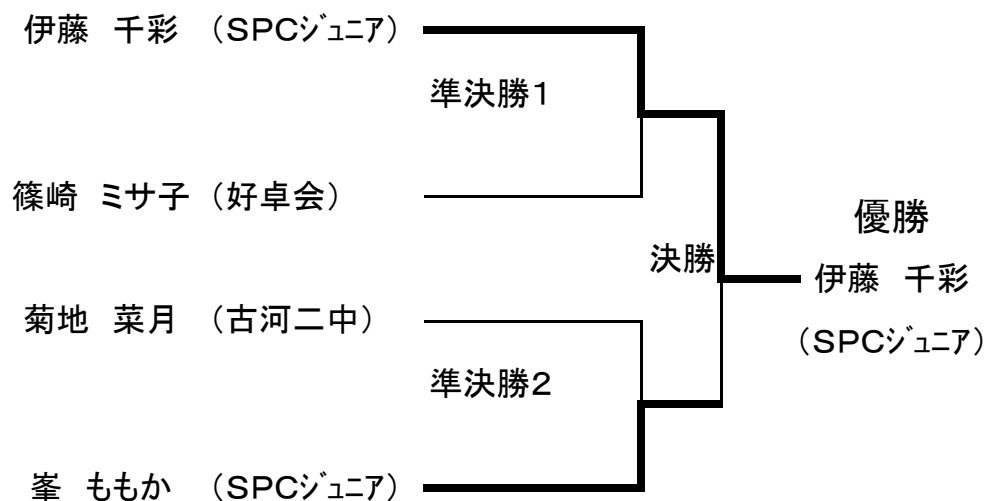 伊藤　千彩　（SPCｼﾞｭﾆｱ）
準決勝１
篠崎　ミサ子（好卓会）
優勝
決勝
伊藤　千彩
菊地　菜月　（古河二中）
（SPCｼﾞｭﾆｱ）
準決勝２
峯　ももか　（SPCｼﾞｭﾆｱ）